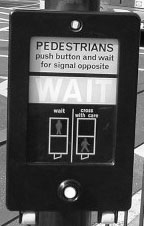 PEDESTRIANS
push button and wait
for signal opposite
WAIT
wait
cross
with care